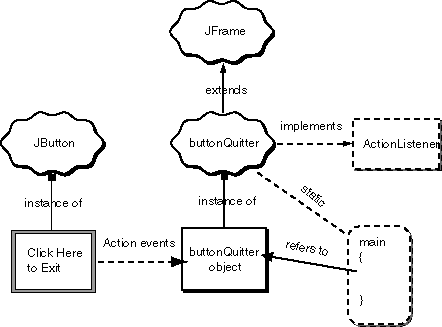 JFrame
extends
JButton
buttonQuitter
implements
ActionListener
instance of
instance of
static
Click Here
to Exit
Action events
buttonQuitter
object
refers to
main
{
}